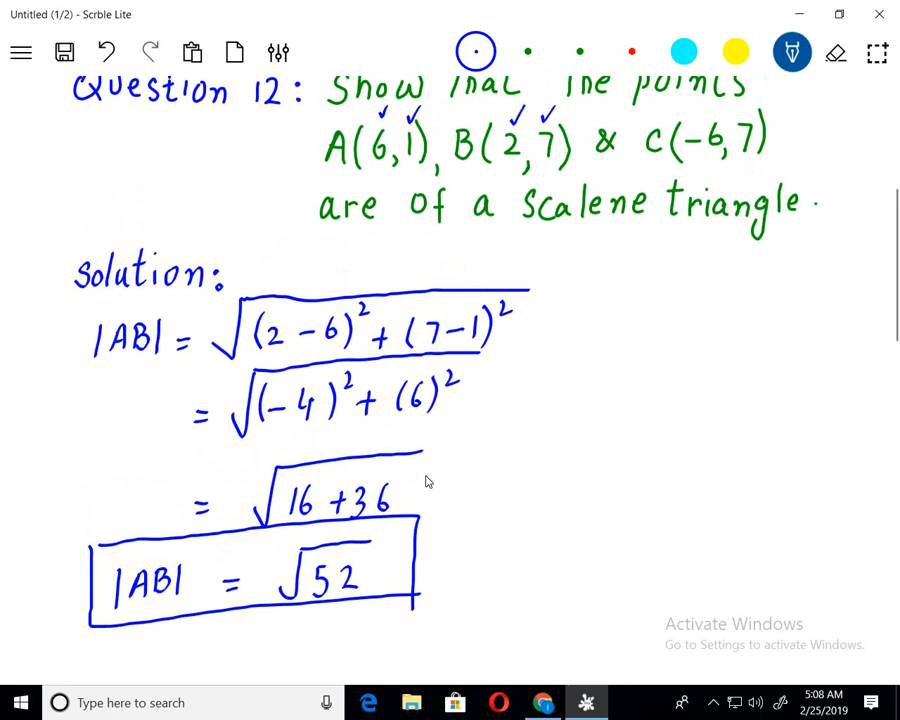 Untitled (1/2) - Scrble Lite
Question 12: Show that the points
A(6,1), B(2,7) & C(-6,7)
are of a scalene triangle.
Solution:
|AB| = √(2-6)² + (7-1)²
= √(-4)² + (6)²
= √16+36
|AB| = √52
Activate Windows
Go to Settings to activate Windows.
Type here to search
5:08 AM
2/25/2019